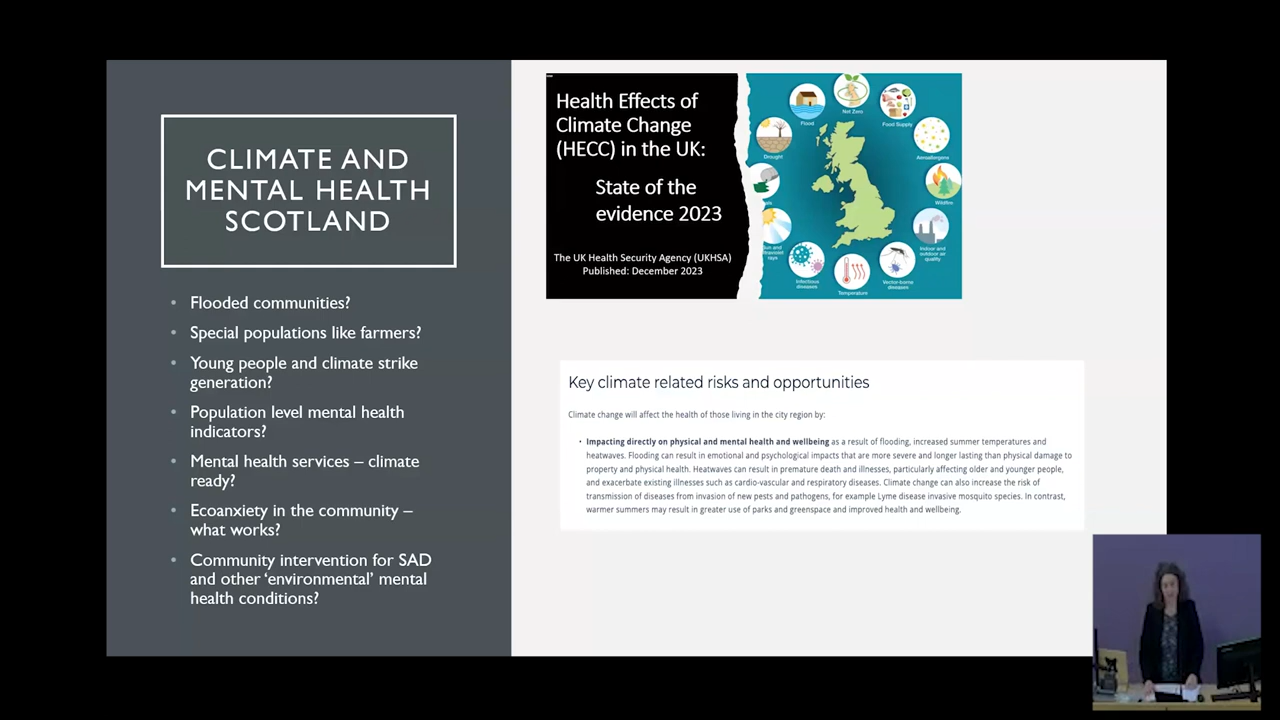 CLIMATE AND
MENTAL HEALTH
SCOTLAND
• Flooded communities?
• Special populations like farmers?
• Young people and climate strike
generation?
• Population level mental health
indicators?
• Mental health services – climate
ready?
• Ecoanxiety in the community –
what works?
• Community intervention for SAD
and other ‘environmental’ mental
health conditions?
Health Effects of
Climate Change
(HECC) in the UK:
State of the
evidence 2023
The UK Health Security Agency (UKHSA)
Published: December 2023
Net Zero
Flood
Food Supply
Drought
Aeroallergens
Wildfire
Indoor and
outdoor air
quality
Infectious
diseases
Temperature
Vector-borne
diseases
Key climate related risks and opportunities
Climate change will affect the health of those living in the city region by:
• Impacting directly on physical and mental health and wellbeing as a result of flooding, increased summer temperatures and
heatwaves. Flooding can result in emotional and psychological impacts that are more severe and longer lasting than physical damage to
property and physical health. Heatwaves can result in premature death and illnesses, particularly affecting older and younger people,
and exacerbate existing illnesses such as cardio-vascular and respiratory diseases. Climate change can also increase the risk of
transmission of diseases from invasion of new pests and pathogens, for example Lyme disease invasive mosquito species. In contrast,
warmer summers may result in greater use of parks and greenspace and improved health and wellbeing.